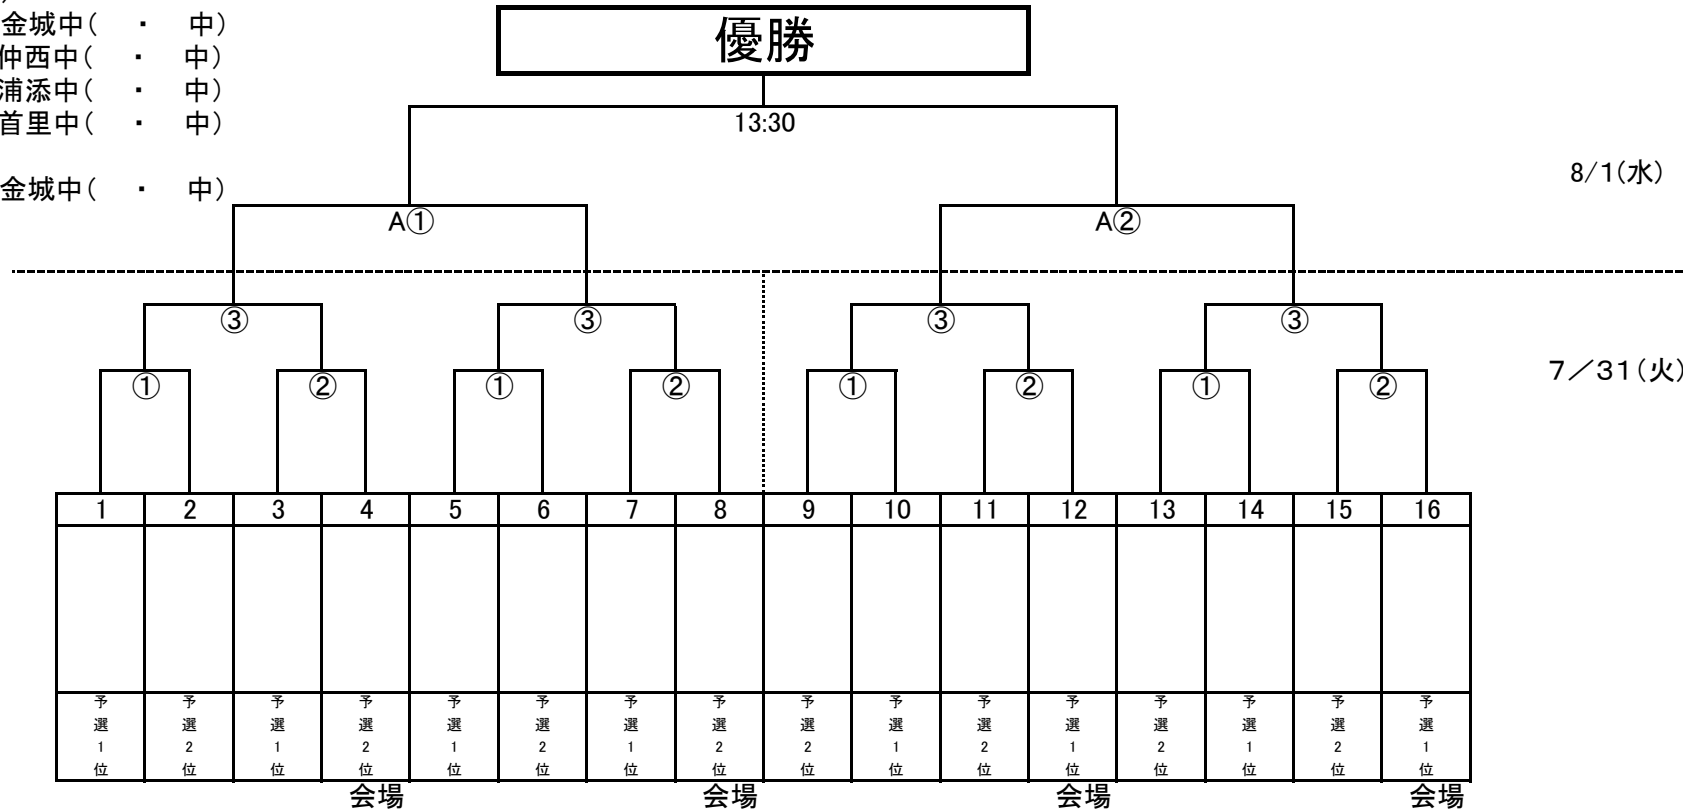 金城中(　・　中)
仲西中(　・　中)
浦添中(　・　中)
首里中(　・　中)
金城中(　・　中)
優勝
13:30
8/1(水)
A① A②
③ ③ ③ ③
7／31(火)
① ② ① ② ① ② ① ②
1 2 3 4 5 6 7 8 9 10 11 12 13 14 15 16
予選1位 予選2位 予選1位 予選2位 予選1位 予選2位 予選1位 予選2位 予選2位 予選1位 予選2位 予選1位 予選2位 予選1位 予選2位 予選1位
会場 会場 会場 会場